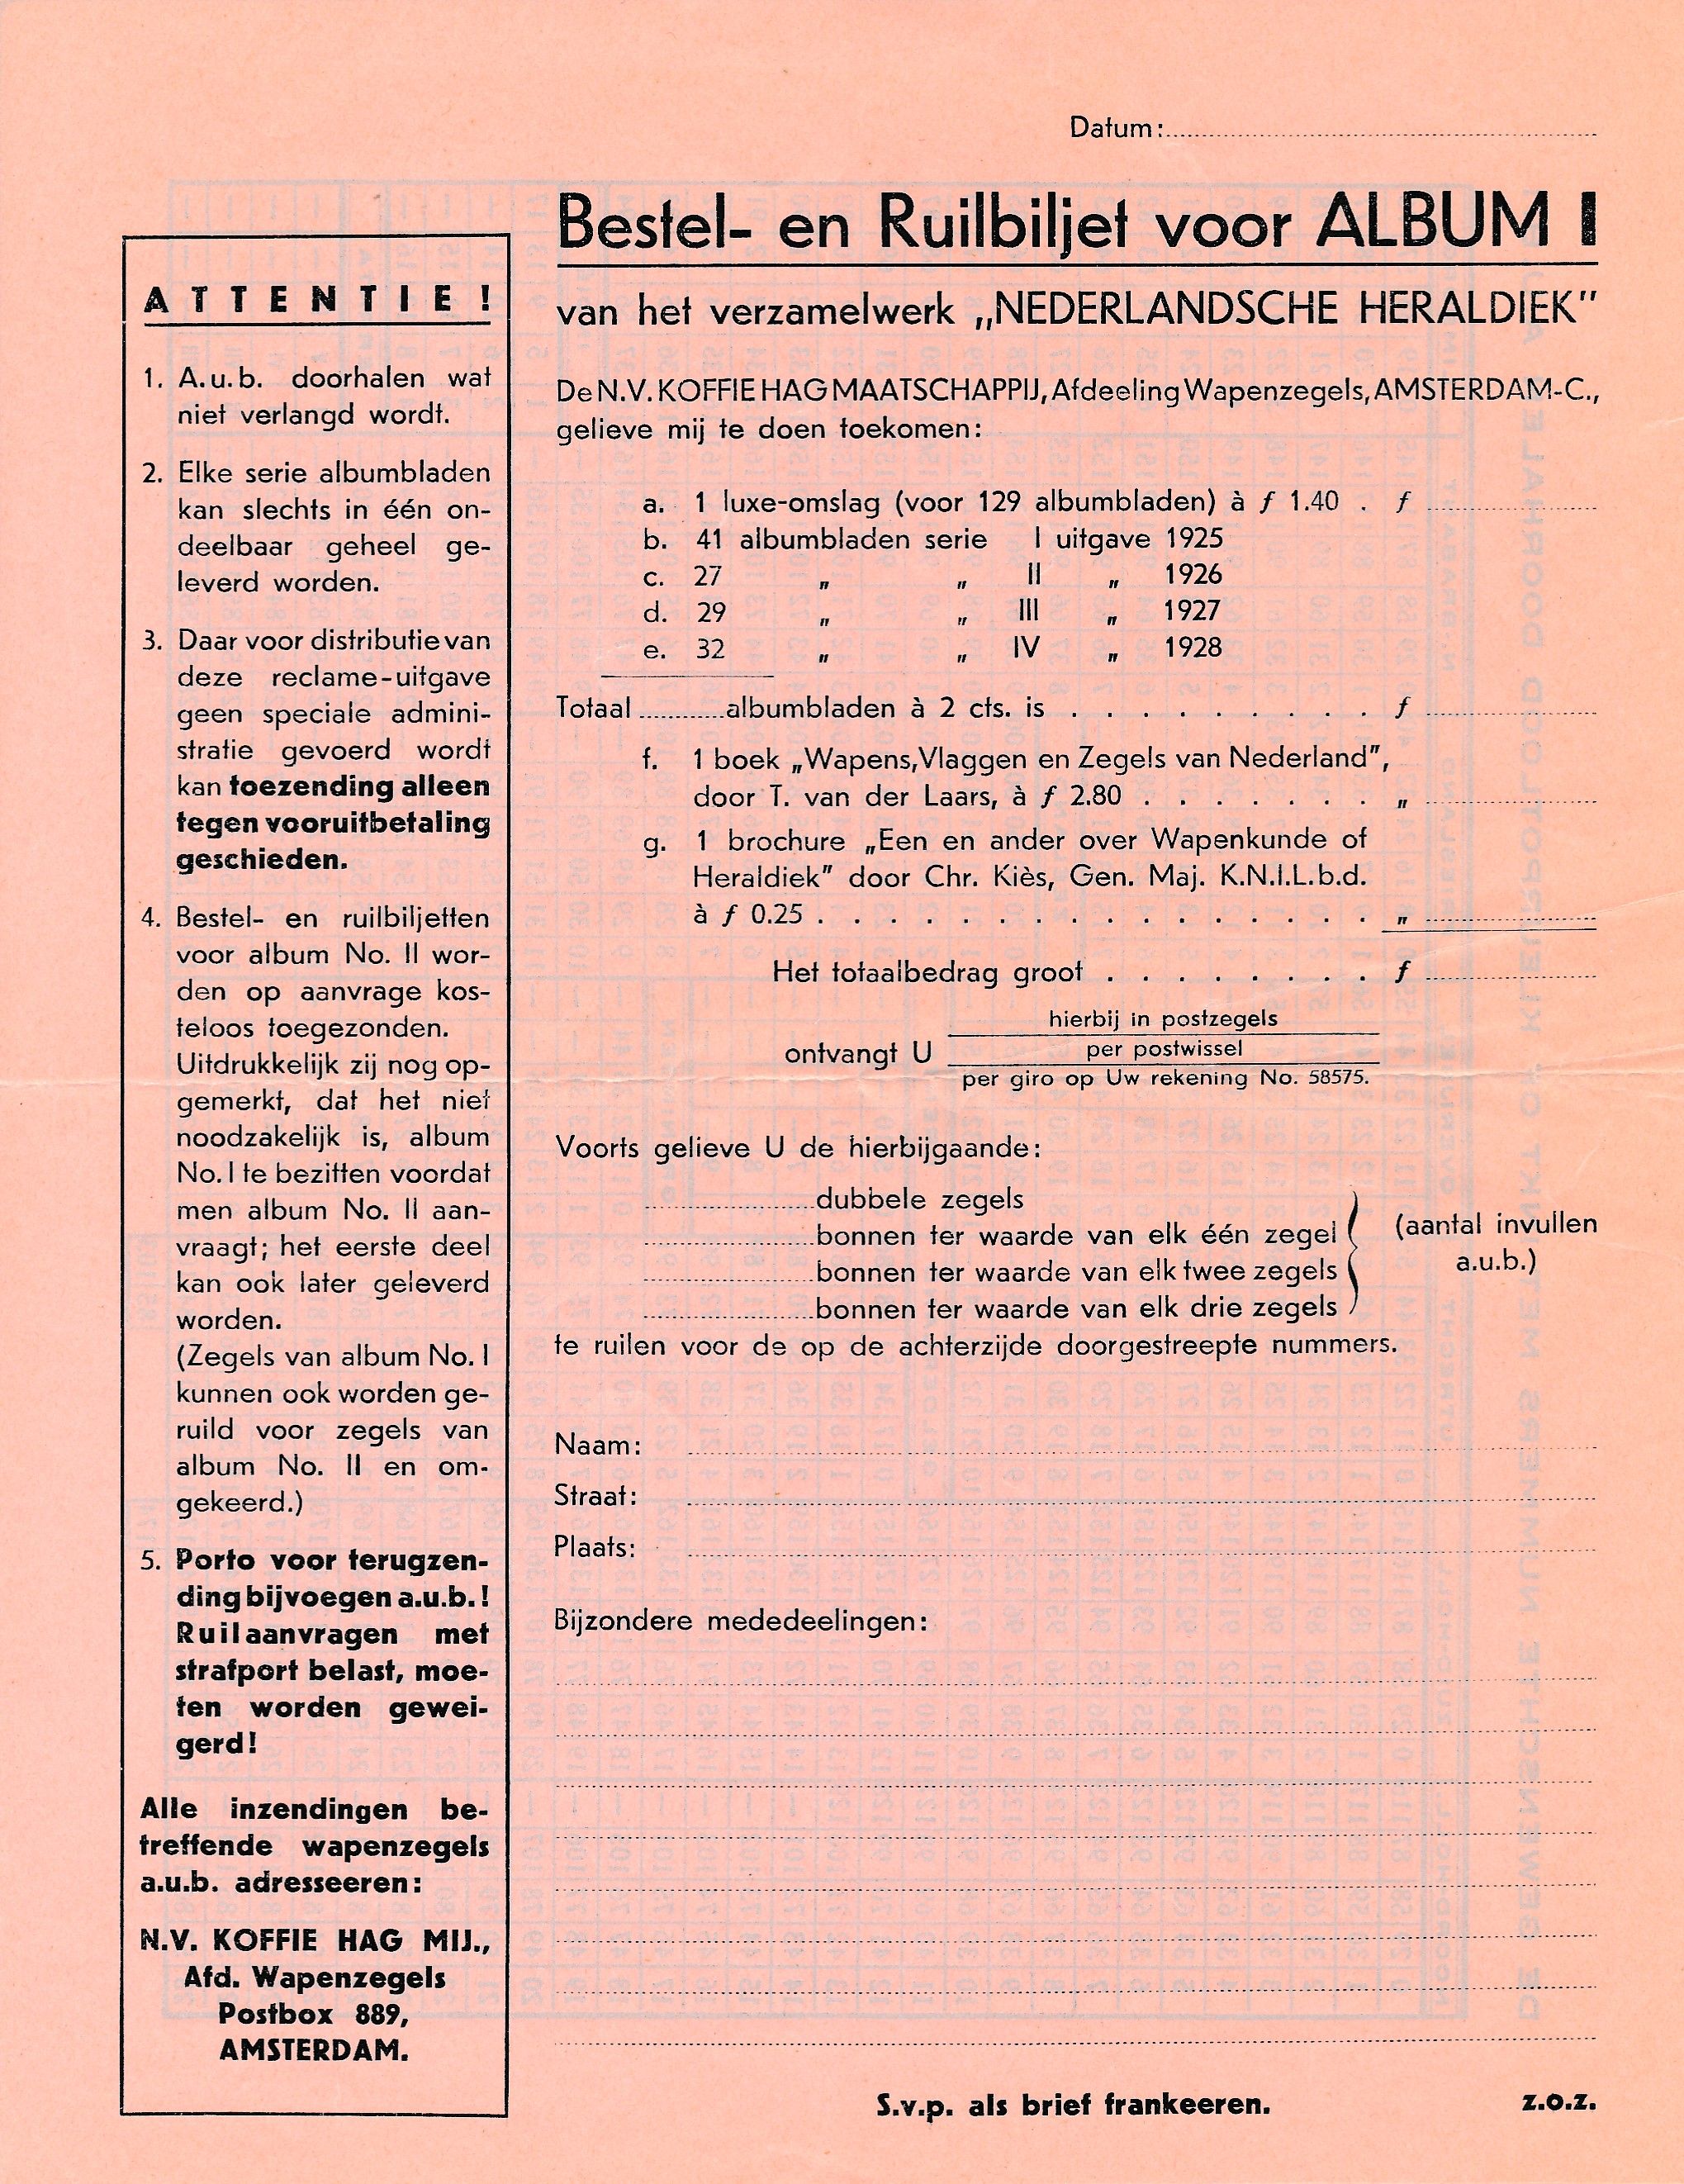 Datum:
Bestel- en Ruilbiljet voor ALBUM I
van het verzamelwerk „NEDERLANDSCHE HERALDIEK”
De N.V. KOFFIE HAG MAATSCHAPPIJ, Afdeeling Wapenzegels, AMSTERDAM-C.,
gelieve mij te doen toekomen:
a. 1 luxe-omslag (voor 129 albumbladen) à ƒ 1.40 . ƒ
b. 41 albumbladen serie I uitgave 1925
c. 27 „ „ II „ 1926
d. 29 „ „ III „ 1927
e. 32 „ „ IV „ 1928
Totaal ............albumbladen à 2 cts. is . . . . . . . . . ƒ
f. 1 boek „Wapens, Vlaggen en Zegels van Nederland”,
door T. van der Laars, à ƒ 2.80 . . . . . . . „
g. 1 brochure „Een en ander over Wapenkunde of
Heraldiek” door Chr. Kiès, Gen. Maj. K.N.I.L.b.d.
à ƒ 0.25 . . . . . . . . . . . . . . . . „
Het totaalbedrag groot . . . . . . . . ƒ
hierbij in postzegels
ontvangt U per postwissel
per giro op Uw rekening No. 58575.
Voorts gelieve U de hierbijgaande:
dubbele zegels
bonnen ter waarde van elk één zegel
bonnen ter waarde van elk twee zegels
bonnen ter waarde van elk drie zegels
(aantal invullen
a.u.b.)
te ruilen voor de op de achterzijde doorgestreepte nummers.
Naam:
Straat:
Plaats:
Bijzondere mededeelingen:
S.v.p. als brief frankeeren.
z.o.z.
ATTENTIE!
1. A.u.b. doorhalen wat
niet verlangd wordt.
2. Elke serie albumbladen
kan slechts in één on-
deelbaar geheel ge-
leverd worden.
3. Daar voor distributie van
deze reclame-uitgave
geen speciale admini-
stratie gevoerd wordt
kan toezending alleen
tegen vooruitbetaling
geschieden.
4. Bestel- en ruilbiljetten
voor album No. II wor-
den op aanvrage kos-
teloos toegezonden.
Uitdrukkelijk zij nog op-
gemerkt, dat het niet
noodzakelijk is, album
No. I te bezitten voordat
men album No. II aan-
vraagt; het eerste deel
kan ook later geleverd
worden.
(Zegels van album No. I
kunnen ook worden ge-
ruild voor zegels van
album No. II en om-
gekeerd.)
5. Porto voor terugzen-
ding bijvoegen a.u.b.!
Ruilaanvragen met
strafport belast, moe-
ten worden gewei-
gerd!
Alle inzendingen be-
treffende wapenzegels
a.u.b. adresseeren:
N.V. KOFFIE HAG MIJ.,
Afd. Wapenzegels
Postbox 889,
AMSTERDAM.